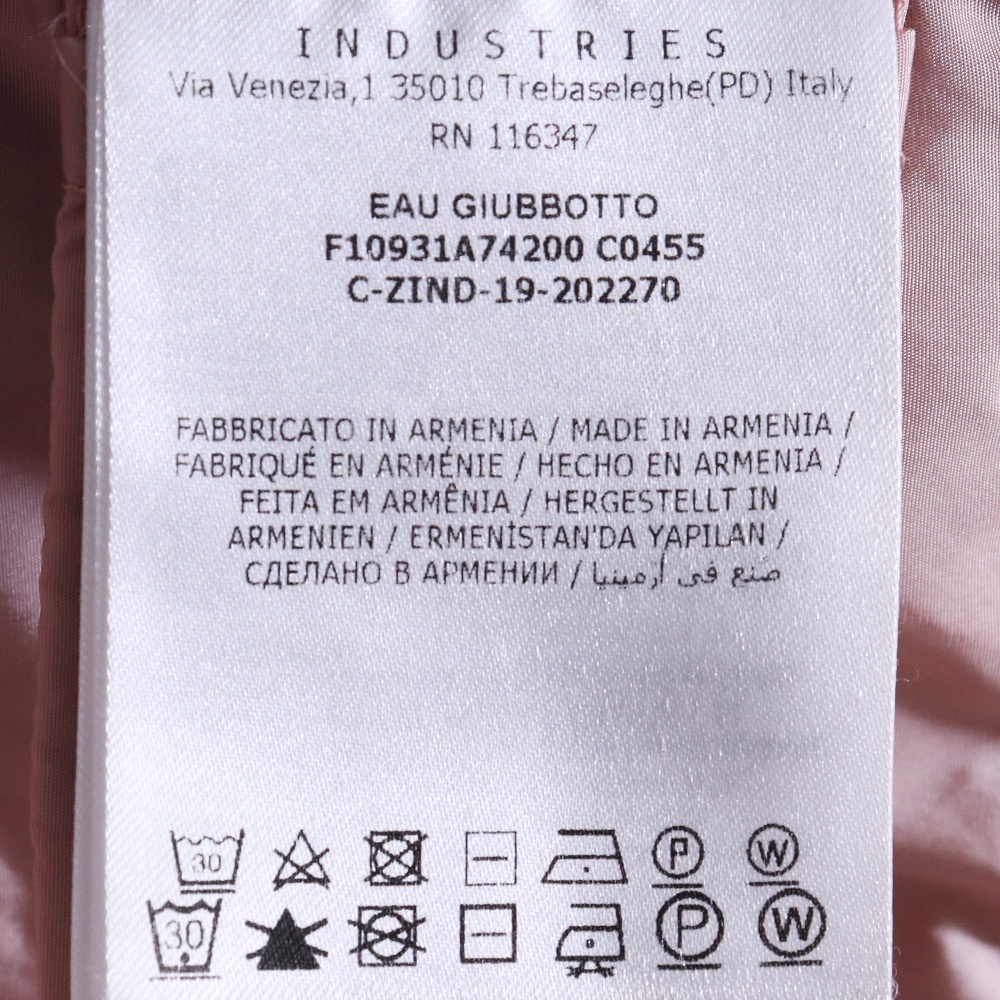 INDUSTRIES
Via Venezia,1 35010 Trebaseleghe(PD) Italy
RN 116347
EAU GIUBBOTTO
F10931A74200 C0455
C-ZIND-19-202270
FABBRICATO IN ARMENIA / MADE IN ARMENIA /
FABRIQUÉ EN ARMÉNIE / HECHO EN ARMENIA /
FEITA EM ARMÊNIA / HERGESTELLT IN
ARMENIEN / ERMENİSTAN'DA YAPILAN /
СДЕЛАНО В АРМЕНИИ / صنع في أرمينيا
30 P W
30 P W